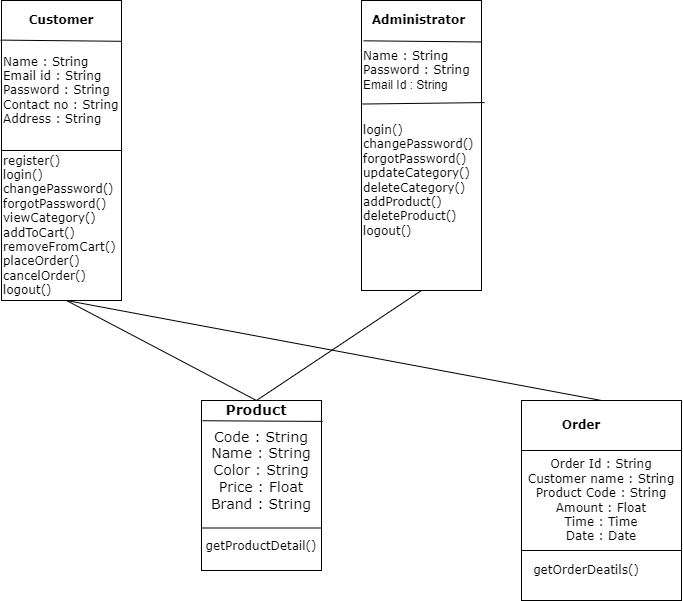 Customer
Name : String
Email id : String
Password : String
Contact no : String
Address : String
register()
login()
changePassword()
forgotPassword()
viewCategory()
addToCart()
removeFromCart()
placeOrder()
cancelOrder()
logout()
Administrator
Name : String
Password : String
Email Id : String
login()
changePassword()
forgotPassword()
updateCategory()
deleteCategory()
addProduct()
deleteProduct()
logout()
Product
Code : String
Name : String
Color : String
Price : Float
Brand : String
getProductDetail()
Order
Order Id : String
Customer name : String
Product Code : String
Amount : Float
Time : Time
Date : Date
getOrderDeatils()